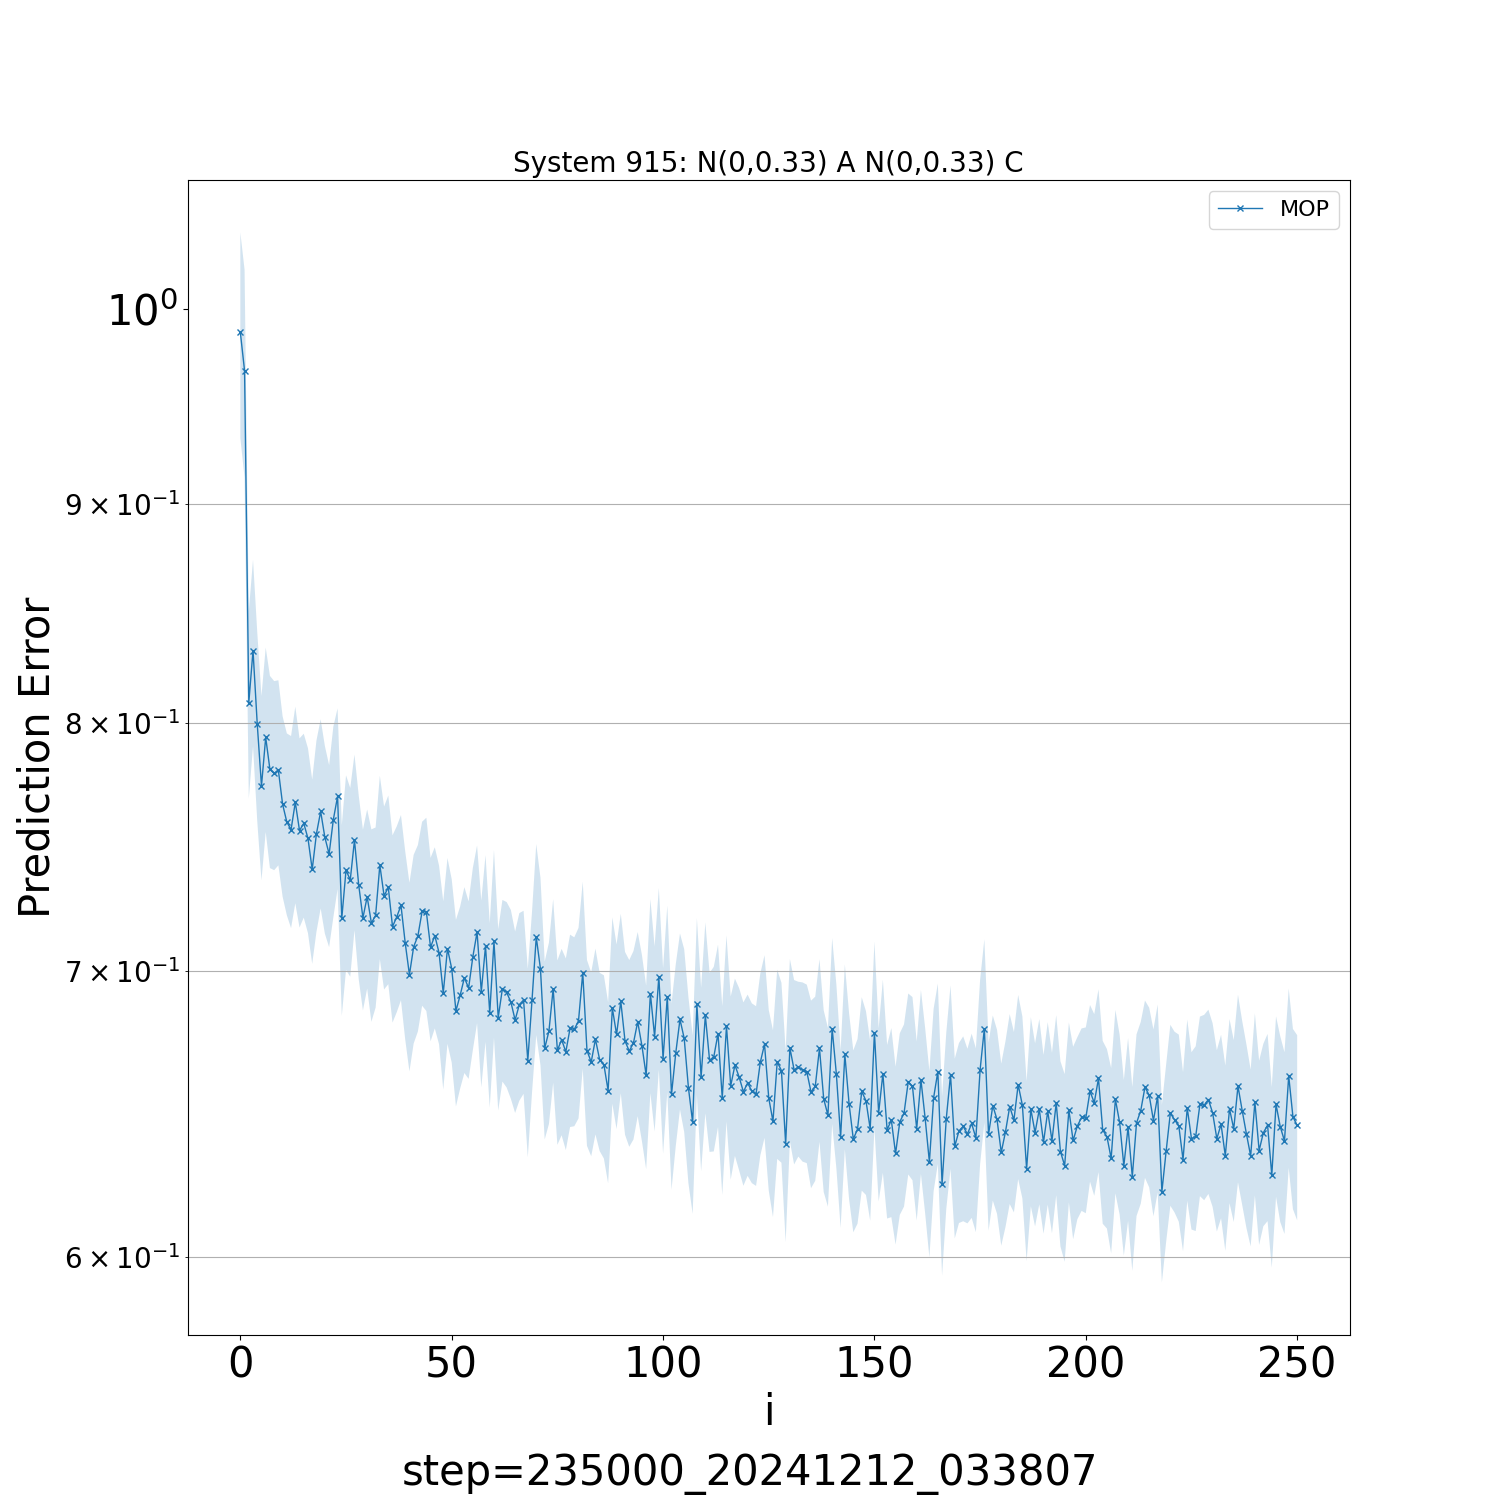 System 915: N(0,0.33) A N(0,0.33) C
MOP
10⁰
9 × 10⁻¹
8 × 10⁻¹
7 × 10⁻¹
6 × 10⁻¹
Prediction Error
0 50 100 150 200 250
i
step=235000_20241212_033807